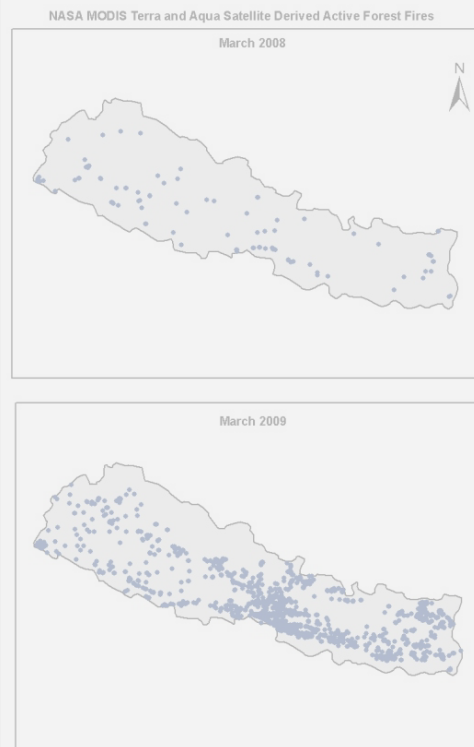 NASA MODIS Terra and Aqua Satellite Derived Active Forest Fires
March 2008
N
March 2009